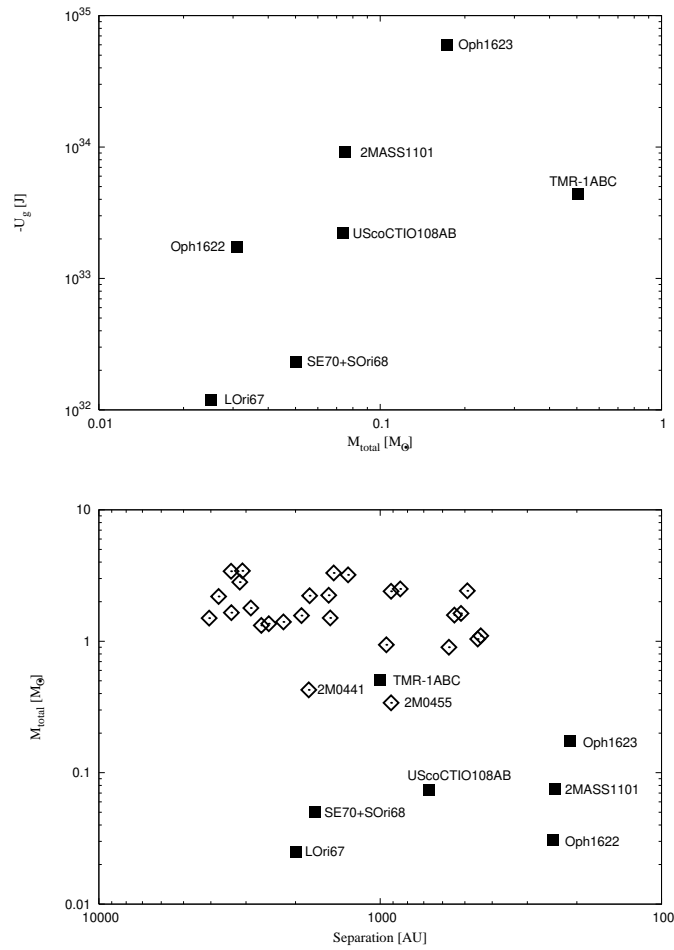 10^35
Oph1623
10^34
2MASS1101
TMR-1ABC
-U_g [J]
UScoCTIO108AB
Oph1622
10^33
SE70+SOri68
LOri67
10^32
0.01 0.1 1
M_total [M_⊙]
10
1
2M0441
TMR-1ABC
2M0455
M_total [M_⊙]
Oph1623
0.1
UScoCTIO108AB
2MASS1101
SE70+SOri68
Oph1622
LOri67
0.01
10000 1000 100
Separation [AU]